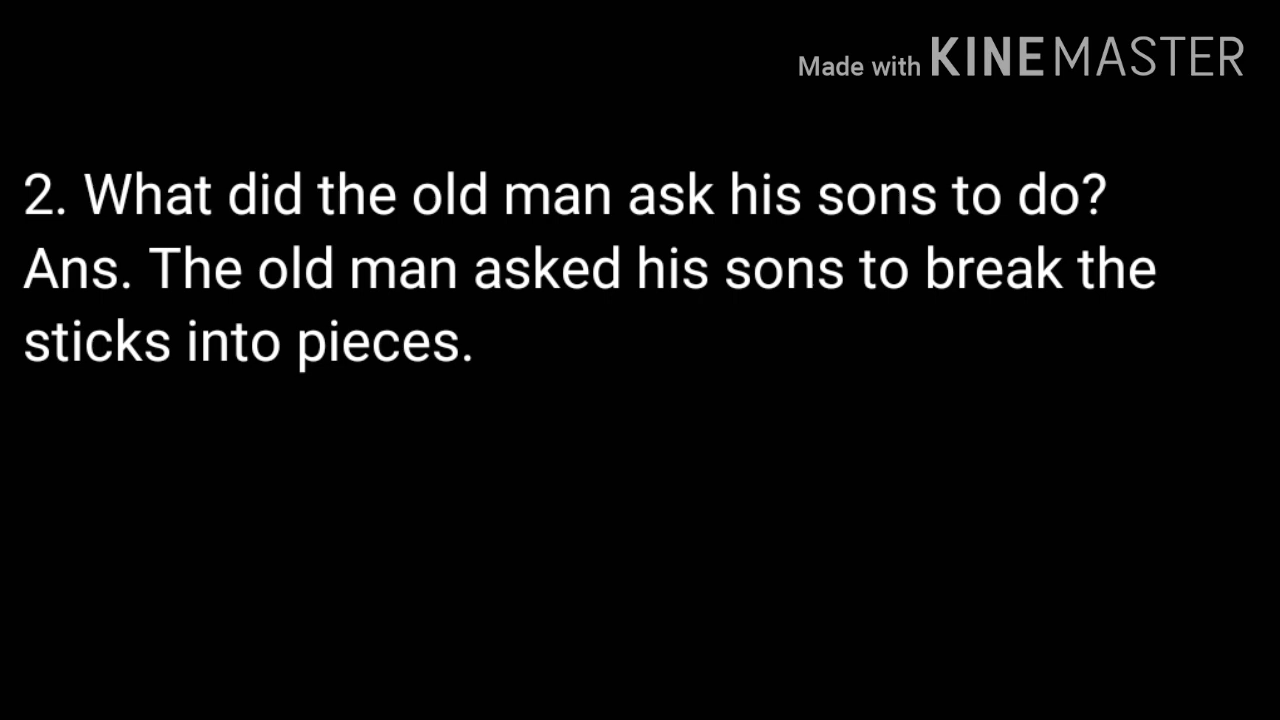 Made with KINEMASTER
2. What did the old man ask his sons to do?
Ans. The old man asked his sons to break the
sticks into pieces.